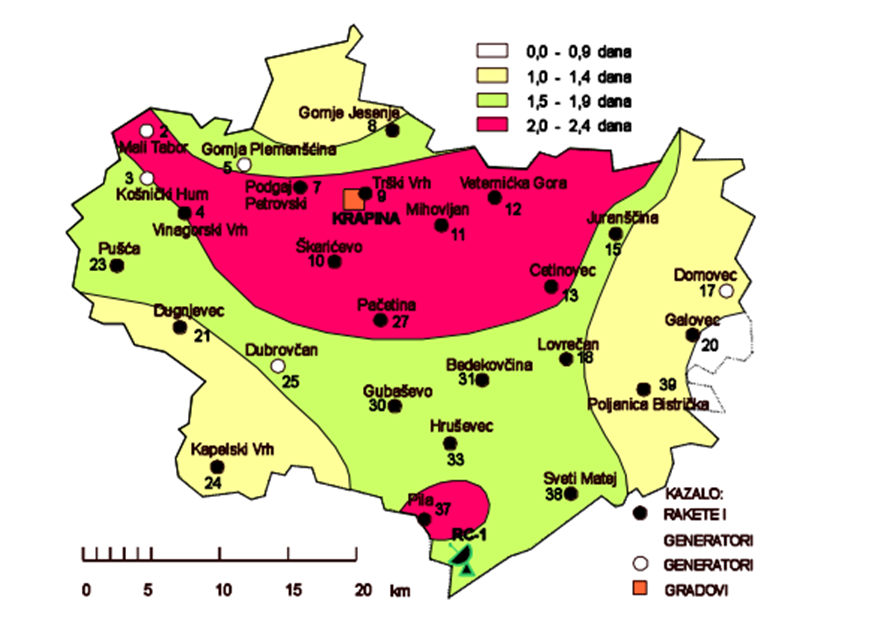 0,0 - 0,9 dana
1,0 - 1,4 dana
1,5 - 1,9 dana
2,0 - 2,4 dana
Gornje Jesenje
8
2
Mali Tabor
Gornja Plemenšćina
5
3
Košnički Hum
Podgaj
Petrovski
7
Trški Vrh
9
KRAPINA
Veternička Gora
12
4
Vinagorski Vrh
Mihovljan
11
Juranščina
15
Pušća
23
Škarićevo
10
Cetinovec
13
Domovec
17
Dugnjevec
21
Pačetina
27
Galovec
20
Dubrovčan
25
Lovrečan
18
Bedekovčina
31
Gubaševo
30
39
Poljanica Bistrička
Hruševec
33
Kapelski Vrh
24
Sveti Matej
38
Pila
37
RC-1
KAZALO:
RAKETE I
GENERATORI
GENERATORI
GRADOVI
0 5 10 15 20 km